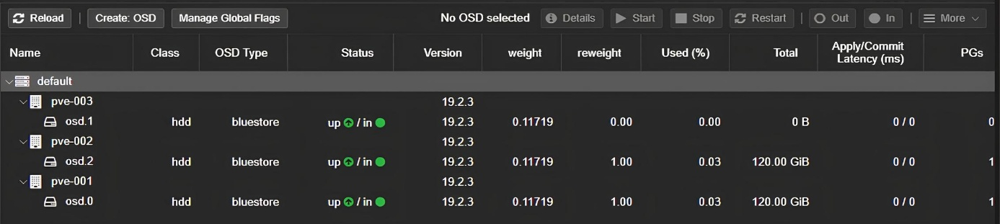 Reload | Create: OSD Manage Global Flags No OSD selected Details Start Stop Restart | Out In | More
Name Class OSD Type Status Version weight reweight Used (%) Total Apply/Commit Latency (ms) PGs
default
pve-003 19.2.3
osd.1 hdd bluestore up / in 19.2.3 0.11719 0.00 0.00 0 B 0 / 0 0
pve-002 19.2.3
osd.2 hdd bluestore up / in 19.2.3 0.11719 1.00 0.03 120.00 GiB 0 / 0 1
pve-001 19.2.3
osd.0 hdd bluestore up / in 19.2.3 0.11719 1.00 0.03 120.00 GiB 0 / 0 1